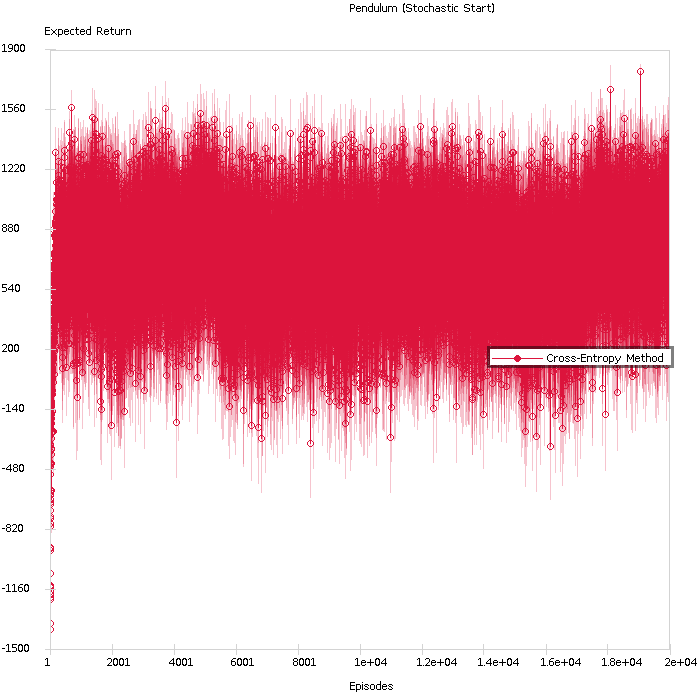 Pendulum (Stochastic Start)
Expected Return
1900
1560
1220
880
540
200
-140
-480
-820
-1160
-1500
Cross-Entropy Method
1 2001 4001 6001 8001 1e+04 1.2e+04 1.4e+04 1.6e+04 1.8e+04 2e+04
Episodes